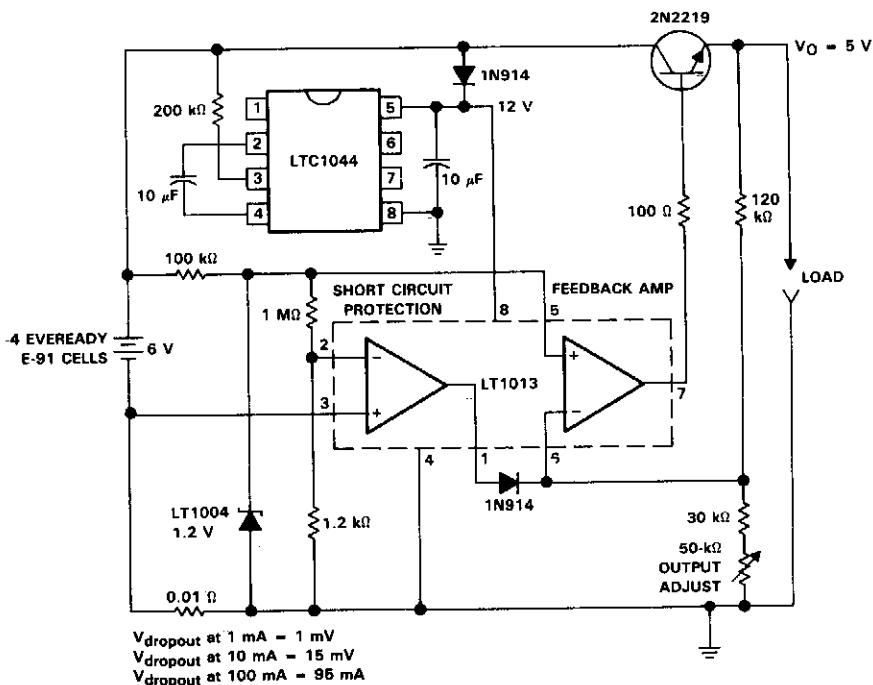 2N2219
VO = 5 V
1N914
12 V
200 kΩ
1
2
3
4
LTC1044
5
6
7
8
10 μF
10 μF
100 Ω
120
kΩ
100 kΩ
LOAD
1 MΩ
SHORT CIRCUIT
PROTECTION
8
5
FEEDBACK AMP
-4 EVEREADY
E-91 CELLS
6 V
2
−
3
+
LT1013
+
−
7
4
1
6
1N914
LT1004
1.2 V
1.2 kΩ
30 kΩ
50-kΩ
OUTPUT
ADJUST
0.01 Ω
Vdropout at 1 mA = 1 mV
Vdropout at 10 mA = 15 mV
Vdropout at 100 mA = 95 mA